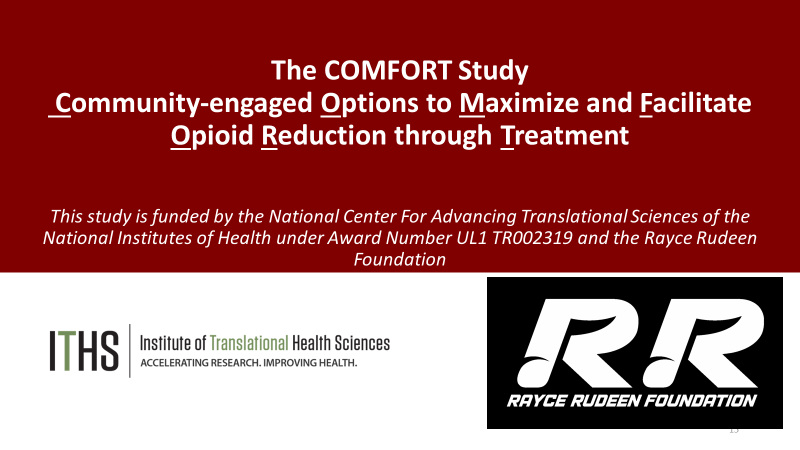 The COMFORT Study
Community-engaged Options to Maximize and Facilitate
Opioid Reduction through Treatment
This study is funded by the National Center For Advancing Translational Sciences of the
National Institutes of Health under Award Number UL1 TR002319 and the Rayce Rudeen
Foundation
ITHS
Institute of Translational Health Sciences
ACCELERATING RESEARCH. IMPROVING HEALTH.
RR
RAYCE RUDEEN FOUNDATION